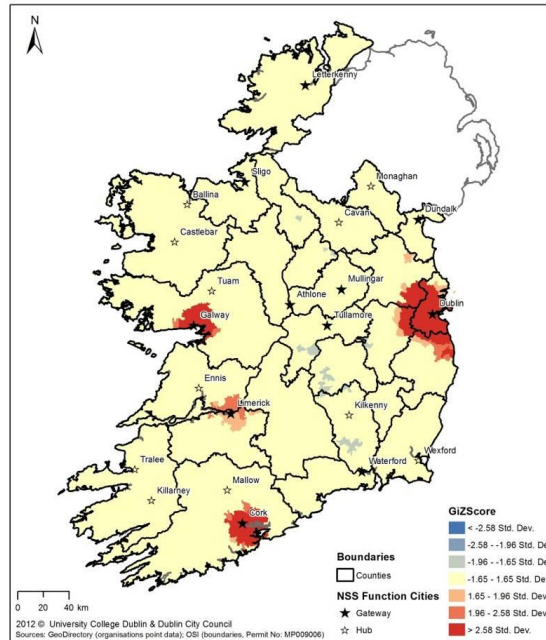 N
Letterkenny
Sligo
Monaghan
Ballina
Cavan
Dundalk
Castlebar
Tuam
Mullingar
Athlone
Dublin
Galway
Tullamore
Ennis
Limerick
Kilkenny
Tralee
Wexford
Waterford
Mallow
Killarney
Cork
GiZScore
< -2.58 Std. Dev.
-2.58 - -1.96 Std. De
-1.96 - -1.65 Std. De
-1.65 - 1.65 Std. Dev
1.65 - 1.96 Std. Dev.
1.96 - 2.58 Std. Dev.
> 2.58 Std. Dev.
Boundaries
Counties
NSS Function Cities
Gateway
Hub
0 20 40 km
2012 © University College Dublin & Dublin City Council
Sources: GeoDirectory (organisations point data); OSI (boundaries, Permit No: MP009006)